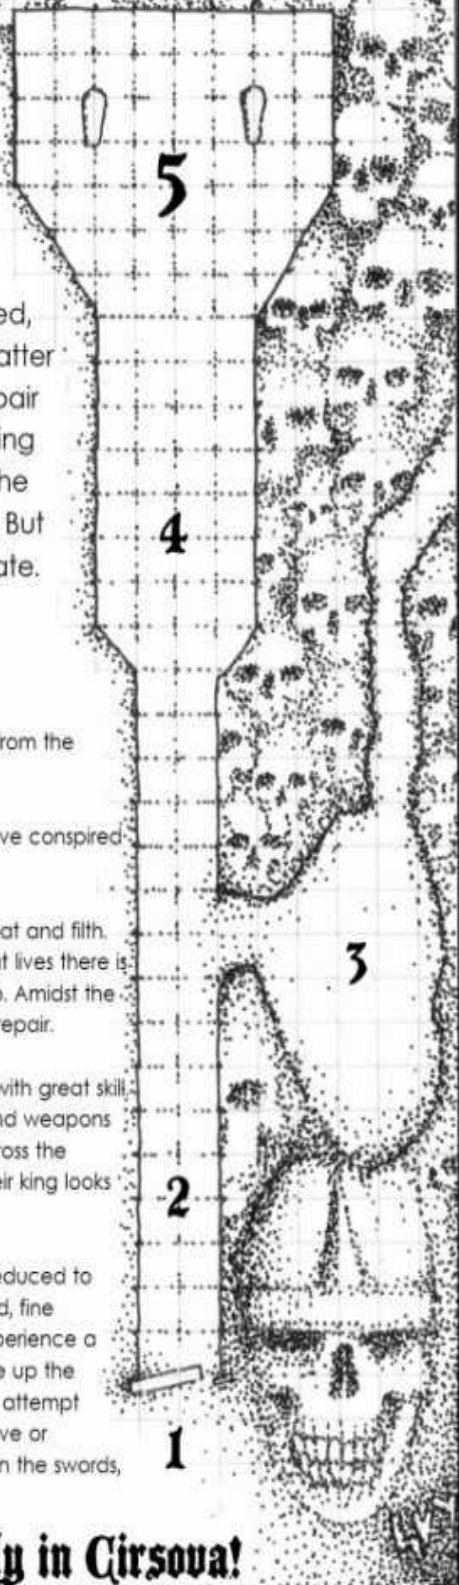 5
ed,
atter
pair
ing
he
But
ate.
4
from the
ve conspired
at and filth.
t lives there is
3
o. Amidst the
repair.
with great skill,
nd weapons
ross the
eir king looks
2
educed to
d, fine
perience a
e up the
attempt
ve or
n the swords,
1
ly in Cirsova!